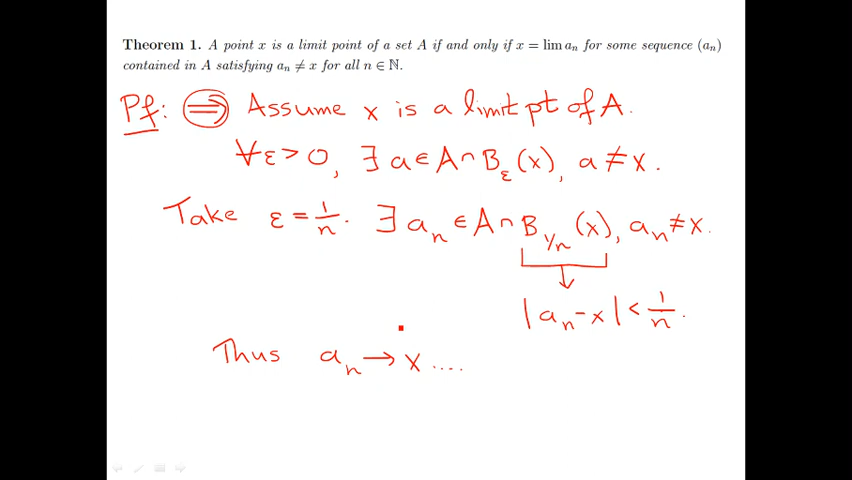 Theorem 1. A point x is a limit point of a set A if and only if x = lim aₙ for some sequence (aₙ)
contained in A satisfying aₙ ≠ x for all n ∈ ℕ.
Pf: ⟹ Assume x is a limit pt of A.
∀ε > 0, ∃ a ∈ A ∩ B_ε(x), a ≠ x.
Take ε = 1/n. ∃ aₙ ∈ A ∩ B_{1/n}(x), aₙ ≠ x.
|aₙ - x| < 1/n.
Thus aₙ → x ....